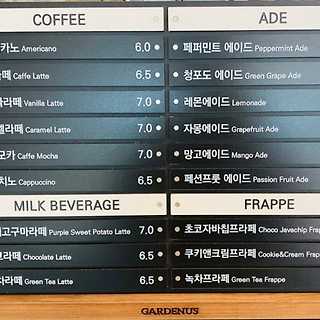 COFFEE
카노 Americano 6.0
라떼 Caffe Latte 6.5
라떼 Vanilla Latte 7.0
라떼 Caramel Latte 7.0
모카 Caffe Mocha 7.0
치노 Cappuccino 6.5
MILK BEVERAGE
고구마라떼 Purple Sweet Potato Latte 7.0
라떼 Chocolate Latte 6.5
차라떼 Green Tea Latte 6.5
ADE
페퍼민트 에이드 Peppermint Ade
청포도 에이드 Green Grape Ade
레몬에이드 Lemonade
자몽에이드 Grapefruit Ade
망고에이드 Mango Ade
패션프룻 에이드 Passion Fruit Ade
FRAPPE
초코자바칩프라페 Choco Javachip Frap
쿠키앤크림프라페 Cookie&Cream Frappe
녹차프라페 Green Tea Frappe
GARDENUS